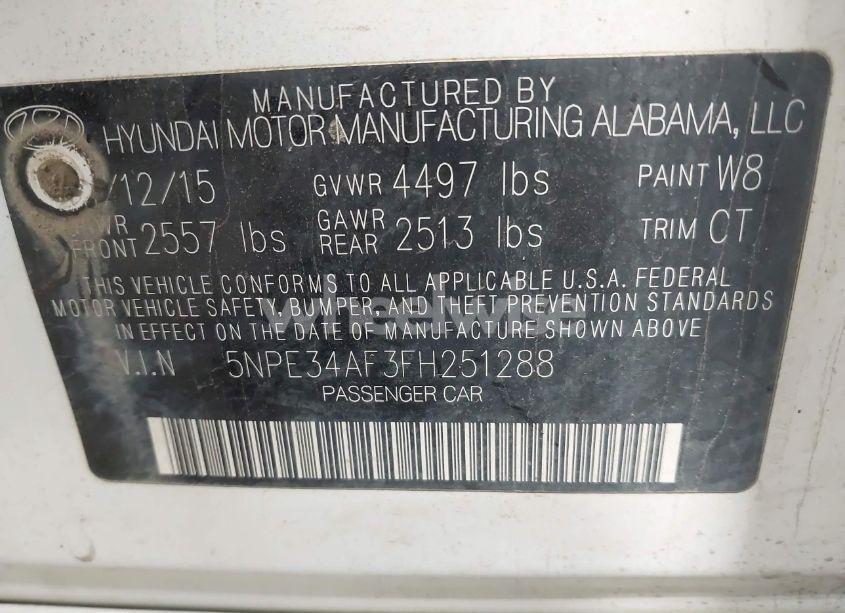 MANUFACTURED BY
HYUNDAI MOTOR MANUFACTURING ALABAMA, LLC
/12/15 GVWR 4497 lbs PAINT W8
FRONT 2557 lbs GAWR REAR 2513 lbs TRIM CT
THIS VEHICLE CONFORMS TO ALL APPLICABLE U.S.A. FEDERAL
MOTOR VEHICLE SAFETY, BUMPER, AND THEFT PREVENTION STANDARDS
IN EFFECT ON THE DATE OF MANUFACTURE SHOWN ABOVE
V.I.N 5NPE34AF3FH251288
PASSENGER CAR